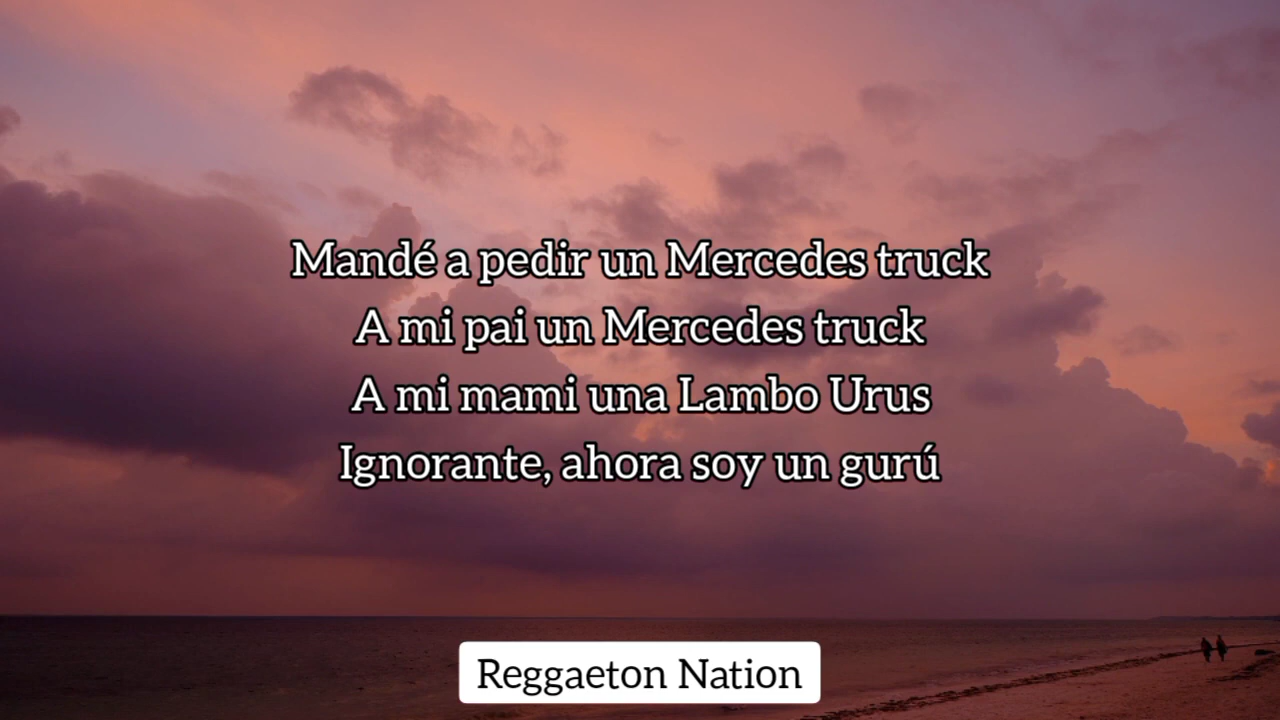 Mandé a pedir un Mercedes truck
A mi pai un Mercedes truck
A mi mami una Lambo Urus
Ignorante, ahora soy un gurú
Reggaeton Nation